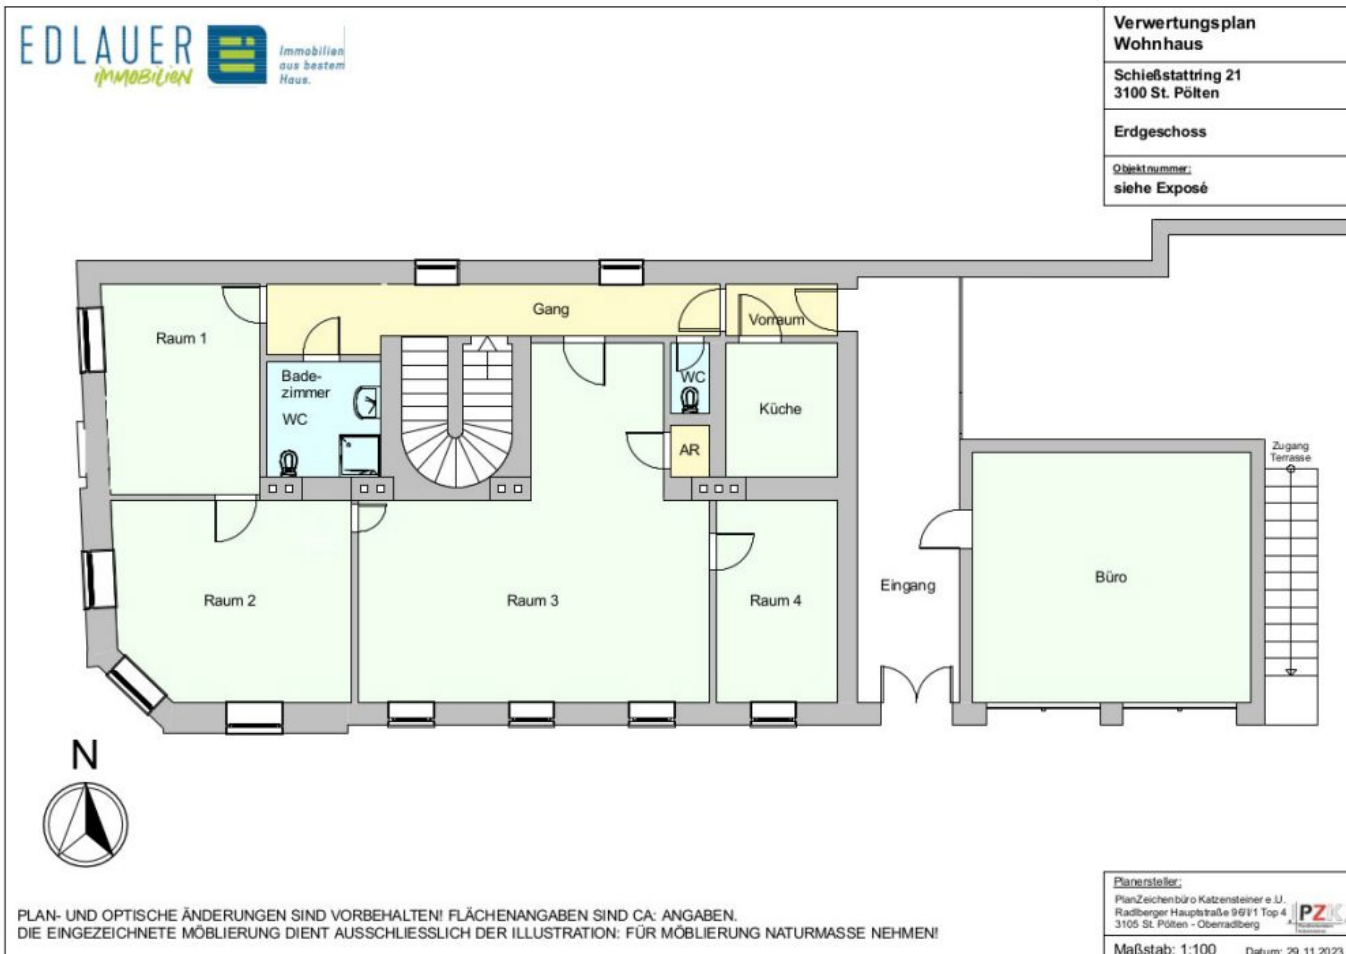 EDLAUER
iMMOBiLiEN
Immobilien
aus bestem
Haus.
Verwertungsplan
Wohnhaus
Schießstattring 21
3100 St. Pölten
Erdgeschoss
Objektnummer:
siehe Exposé
Gang
Vorraum
Raum 1
Bade-
zimmer
WC
WC
Küche
AR
Zugang
Terrasse
Raum 2
Raum 3
Raum 4
Eingang
Büro
N
PLAN- UND OPTISCHE ÄNDERUNGEN SIND VORBEHALTEN! FLÄCHENANGABEN SIND CA: ANGABEN.
DIE EINGEZEICHNETE MÖBLIERUNG DIENT AUSSCHLIESSLICH DER ILLUSTRATION: FÜR MÖBLIERUNG NATURMASSE NEHMEN!
Planersteller:
PlanZeichenbüro Katzensteiner e.U.
Radlberger Hauptstraße Top 4
3105 St. Pölten - Oberradlberg
PZK
Maßstab: 1:100 Datum: 29.11.2023